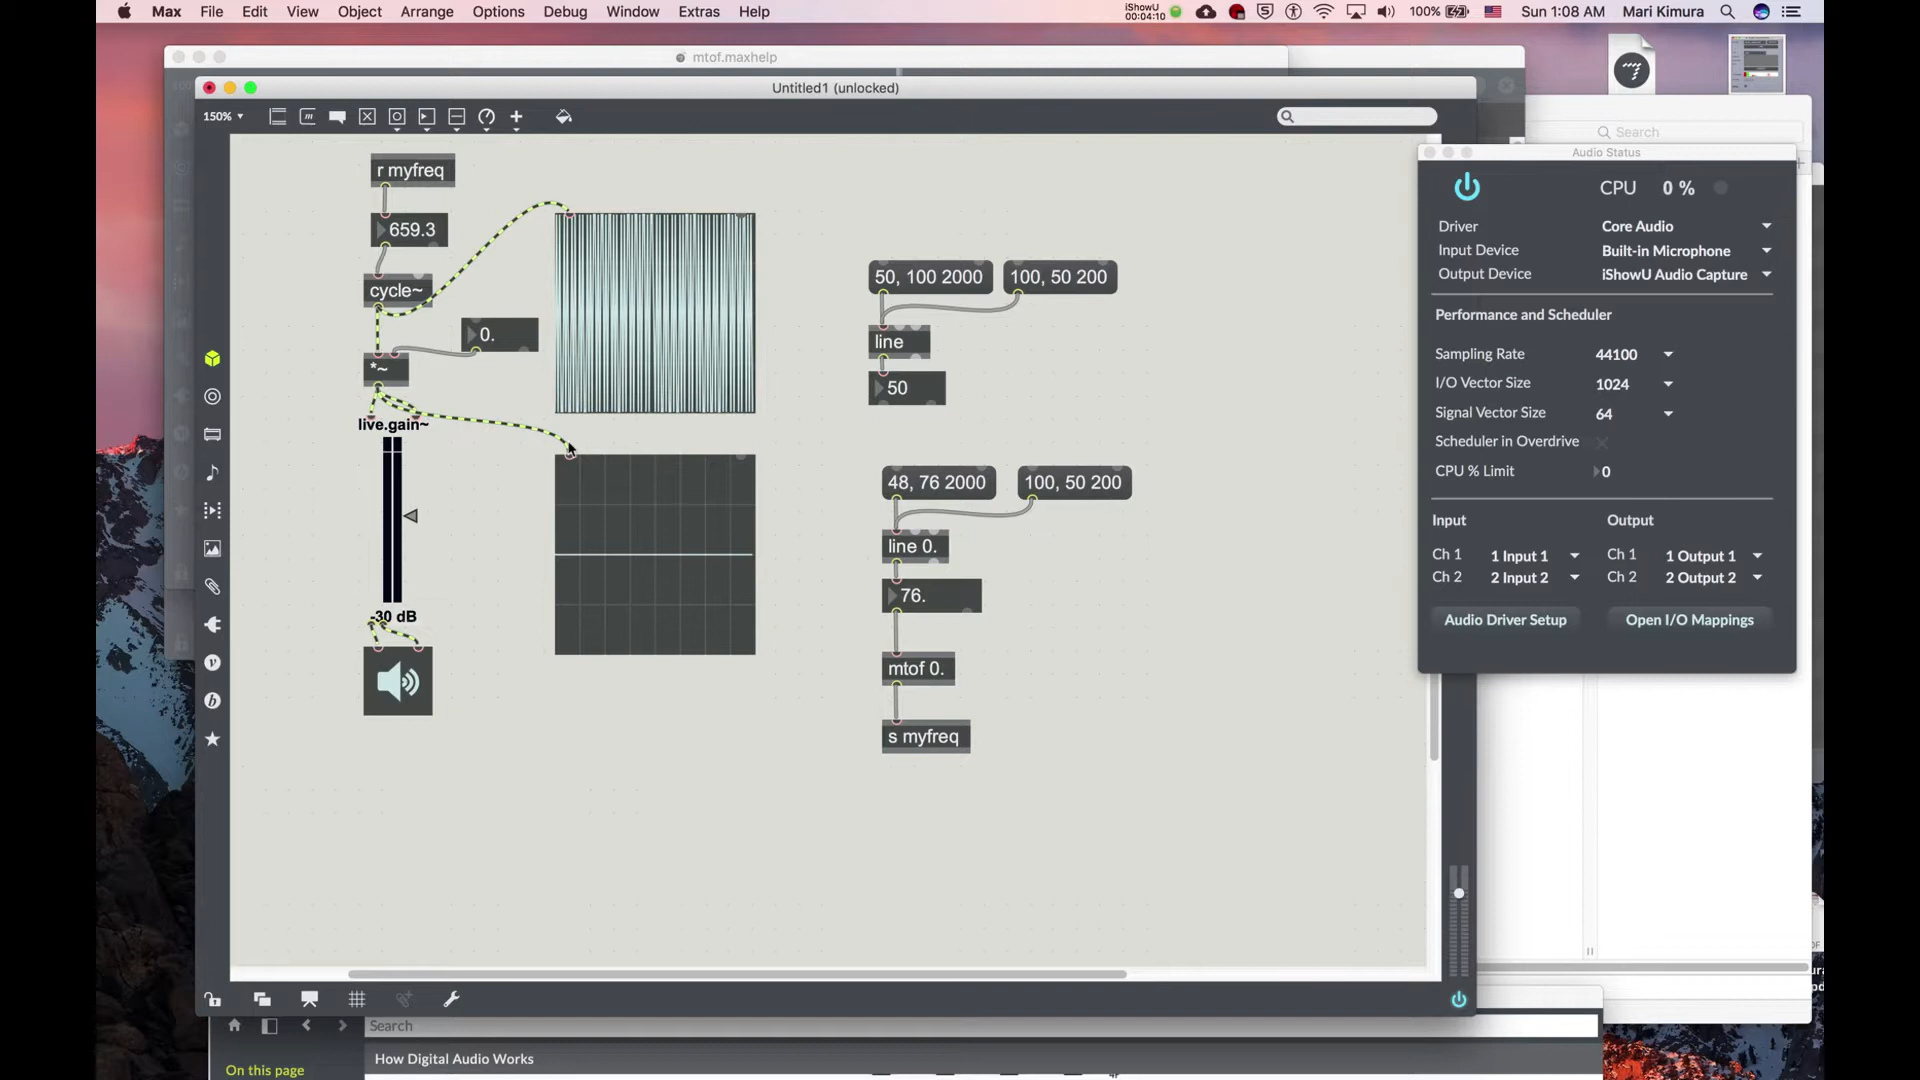 Max File Edit View Object Arrange Options Debug Window Extras Help
iShowU
00:04:10
100% Sun 1:08 AM Mari Kimura
mtof.maxhelp
Untitled1 (unlocked)
150%
Search
Audio Status
r myfreq
659.3
cycle~
0.
*~
live.gain~
-30 dB
50, 100 2000
100, 50 200
line
50
48, 76 2000
100, 50 200
line 0.
76.
mtof 0.
s myfreq
CPU 0 %
Driver Core Audio
Input Device Built-in Microphone
Output Device iShowU Audio Capture
Performance and Scheduler
Sampling Rate 44100
I/O Vector Size 1024
Signal Vector Size 64
Scheduler in Overdrive
CPU % Limit 0
Input Output
Ch 1 1 Input 1 Ch 1 1 Output 1
Ch 2 2 Input 2 Ch 2 2 Output 2
Audio Driver Setup Open I/O Mappings
Search
How Digital Audio Works
On this page